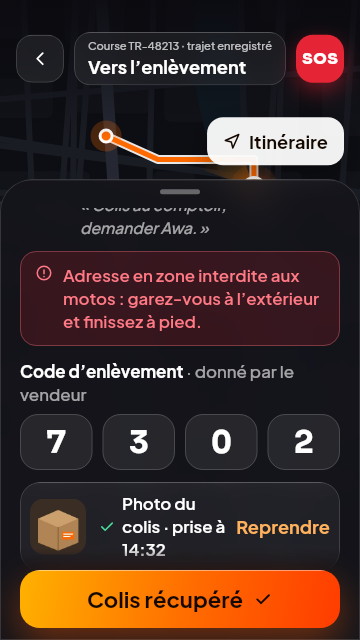 Course TR-48213 · trajet enregistré
Vers l’enlèvement
SOS
Itinéraire
« Colis au comptoir,
demander Awa. »
Adresse en zone interdite aux
motos : garez-vous à l’extérieur
et finissez à pied.
Code d’enlèvement · donné par le
vendeur
7 3 0 2
Photo du
colis · prise à
14:32
Reprendre
Colis récupéré